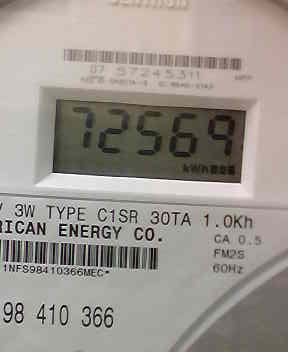 07 57245311
72569
kWh
V 3W TYPE C1SR 30TA 1.0Kh
RICAN ENERGY CO.
CA 0.5
FM2S
60Hz
1NFS98410366MEC*
98 410 366